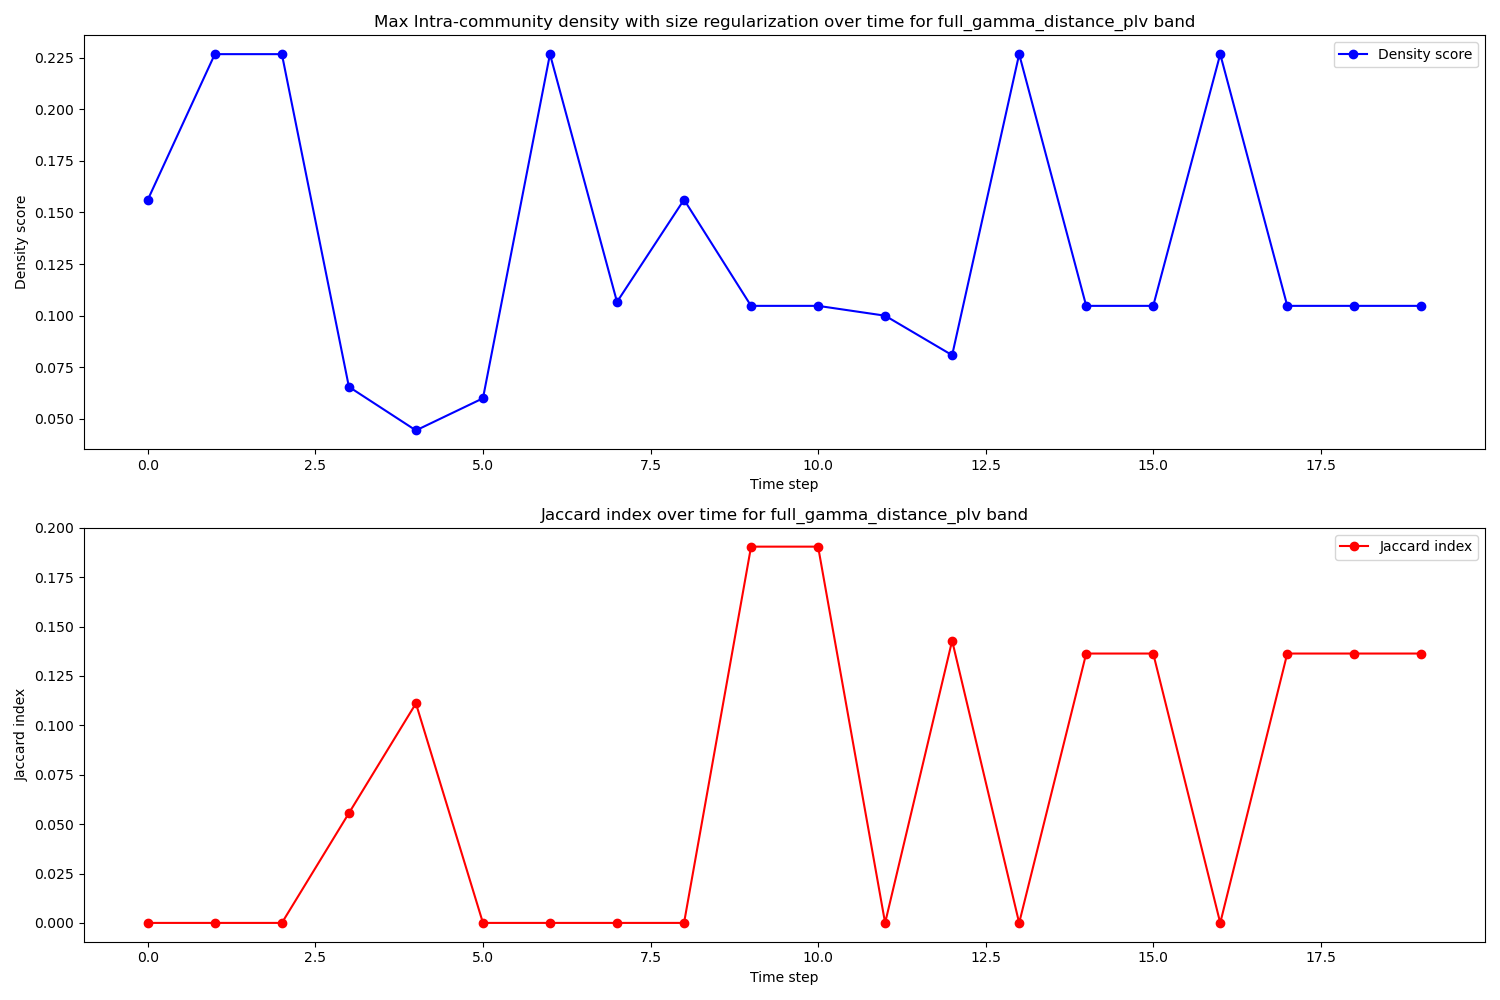 Max Intra-community density with size regularization over time for full_gamma_distance_plv band
Density score
0.225
0.200
0.175
0.150
0.125
0.100
0.075
0.050
Density score
0.0 2.5 5.0 7.5 10.0 12.5 15.0 17.5
Time step
Jaccard index over time for full_gamma_distance_plv band
Jaccard index
0.200
0.175
0.150
0.125
0.100
0.075
0.050
0.025
0.000
Jaccard index
0.0 2.5 5.0 7.5 10.0 12.5 15.0 17.5
Time step